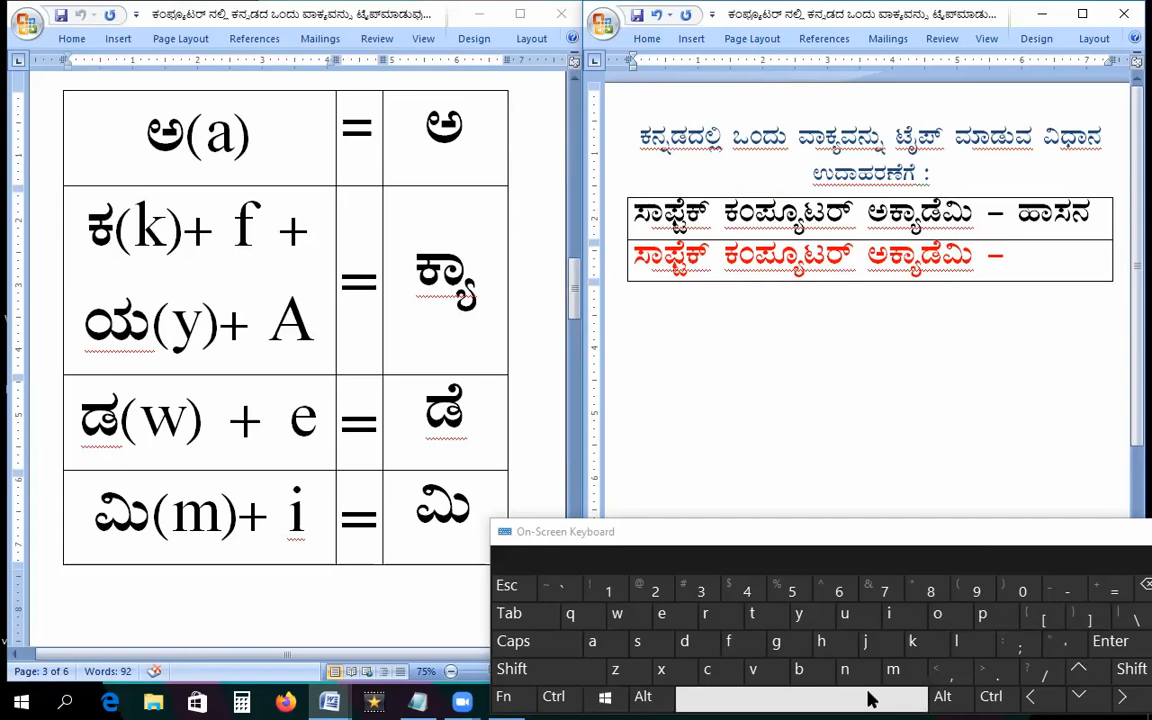 ಕಂಪ್ಯೂಟರ್ ನಲ್ಲಿ ಕನ್ನಡದ ಒಂದು ವಾಕ್ಯವನ್ನು ಟೈಪ್‌ಮಾಡುವು...
Home Insert Page Layout References Mailings Review View Design Layout
ಅ(a) = ಅ
ಕ(k)+ f +
ಯ(y)+ A = ಕ್ಯಾ
ಡ(w) + e = ಡೆ
ಮಿ(m)+ i = ಮಿ
Page: 3 of 6 Words: 92 75%
ಕಂಪ್ಯೂಟರ್ ನಲ್ಲಿ ಕನ್ನಡದ ಒಂದು ವಾಕ್ಯವನ್ನು ಟೈಪ್‌ಮಾಡು...
Home Insert Page Layout References Mailings Review View Design Layout
ಕನ್ನಡದಲ್ಲಿ ಒಂದು ವಾಕ್ಯವನ್ನು ಟೈಪ್ ಮಾಡುವ ವಿಧಾನ
ಉದಾಹರಣೆಗೆ :
ಸಾಫ್ಟೆಕ್ ಕಂಪ್ಯೂಟರ್ ಅಕ್ಯಾಡೆಮಿ – ಹಾಸನ
ಸಾಫ್ಟೆಕ್ ಕಂಪ್ಯೂಟರ್ ಅಕ್ಯಾಡೆಮಿ –
On-Screen Keyboard
Esc ~ ` ! 1 @ 2 # 3 $ 4 % 5 ^ 6 & 7 * 8 ( 9 ) 0 _ - + =
Tab q w e r t y u i o p { [ } ] | \
Caps a s d f g h j k l : ; " ' Enter
Shift z x c v b n m < , > . ? / Shift
Fn Ctrl Alt Alt Ctrl